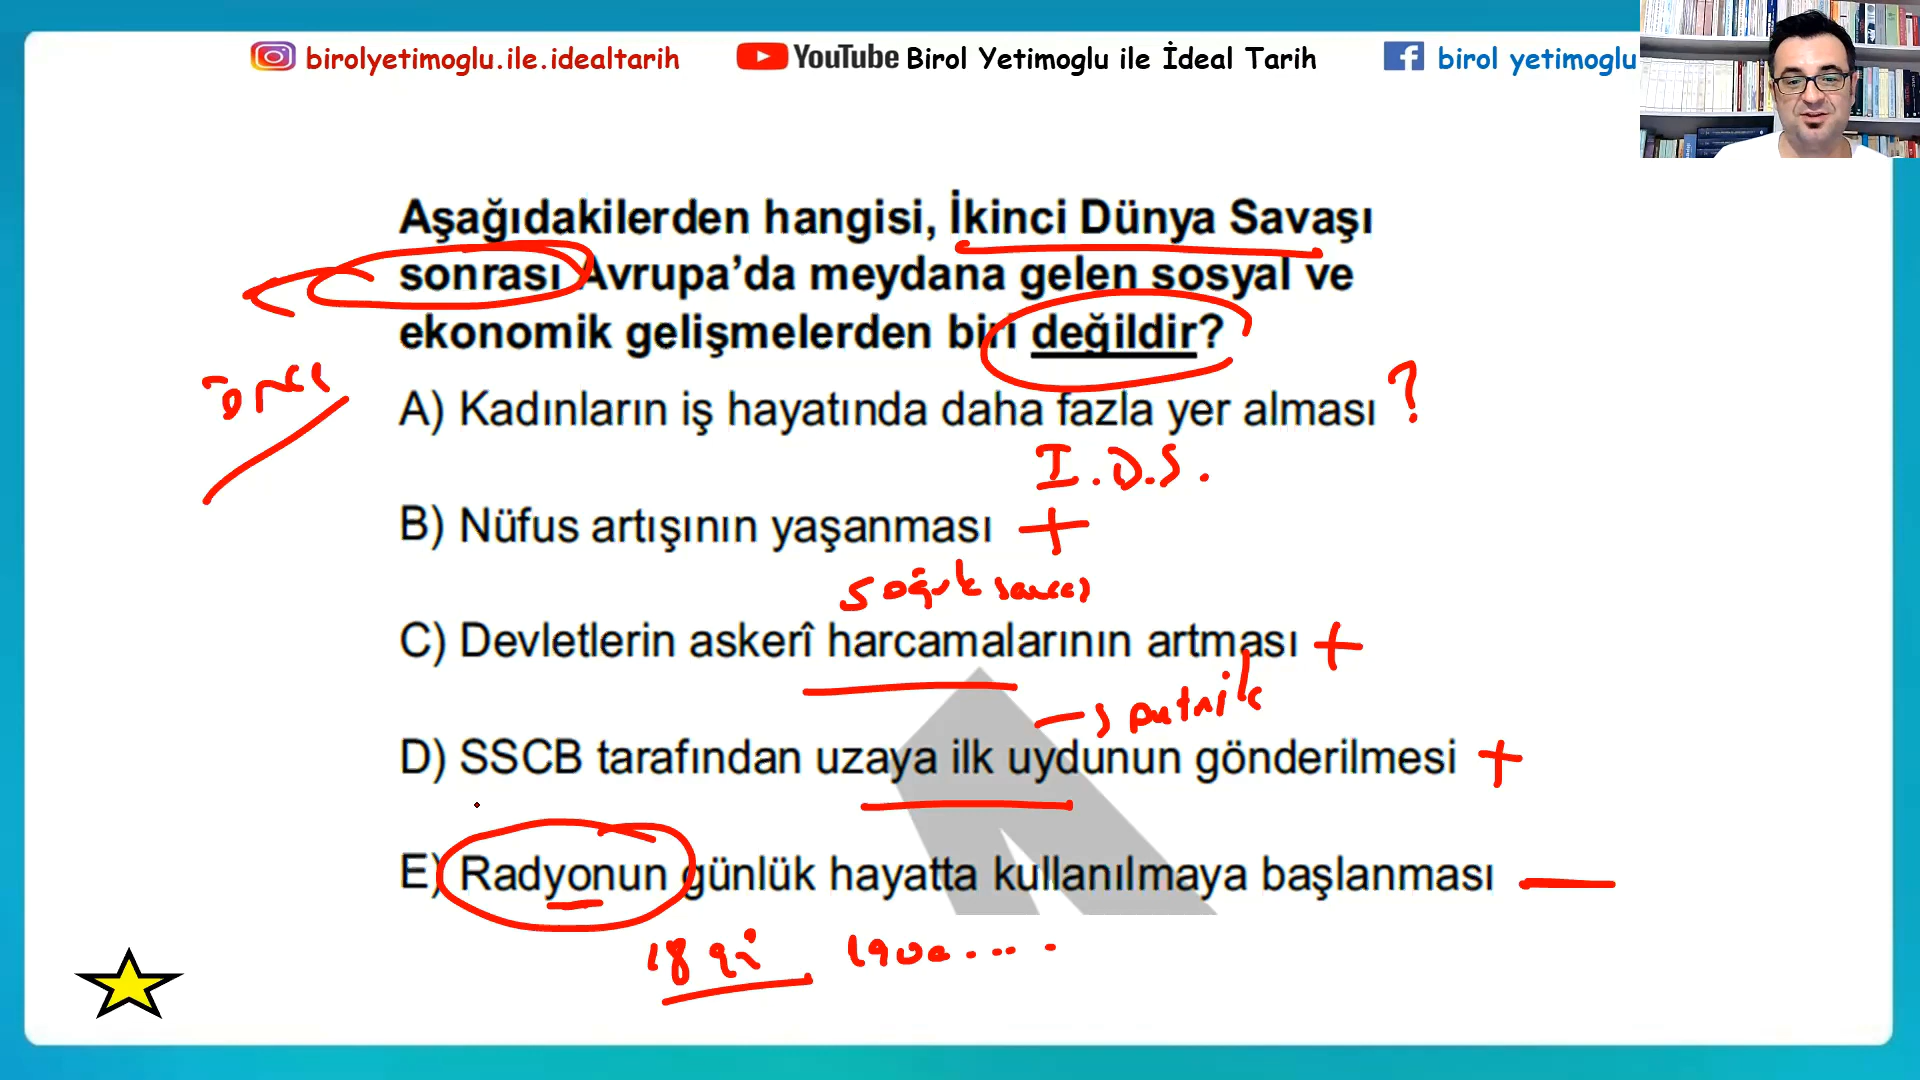 birolyetimoglu.ile.idealtarih YouTube Birol Yetimoglu ile İdeal Tarih birol yetimoglu
Aşağıdakilerden hangisi, İkinci Dünya Savaşı
sonrası Avrupa'da meydana gelen sosyal ve
ekonomik gelişmelerden biri değildir?
önce
A) Kadınların iş hayatında daha fazla yer alması ?
I.D.S.
B) Nüfus artışının yaşanması +
Soğuk savaş
C) Devletlerin askerî harcamalarının artması +
sputnik
D) SSCB tarafından uzaya ilk uydunun gönderilmesi +
E) Radyonun günlük hayatta kullanılmaya başlanması —
1900....